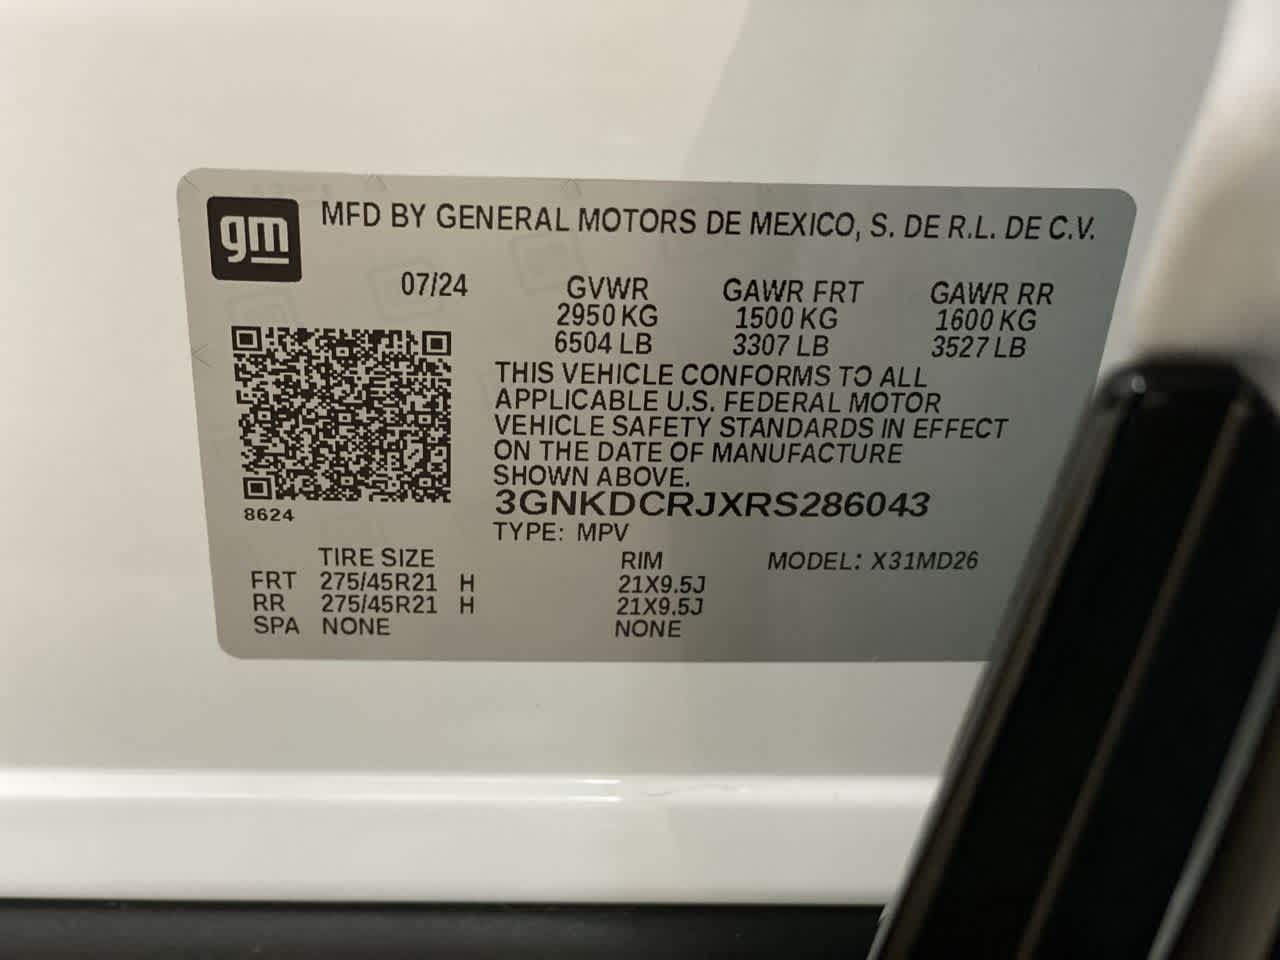 gm
MFD BY GENERAL MOTORS DE MEXICO, S. DE R.L. DE C.V.
07/24 GVWR GAWR FRT GAWR RR
2950 KG 1500 KG 1600 KG
6504 LB 3307 LB 3527 LB
THIS VEHICLE CONFORMS TO ALL
APPLICABLE U.S. FEDERAL MOTOR
VEHICLE SAFETY STANDARDS IN EFFECT
ON THE DATE OF MANUFACTURE
SHOWN ABOVE.
3GNKDCRJXRS286043
8624
TYPE: MPV
TIRE SIZE RIM MODEL: X31MD26
FRT 275/45R21 H 21X9.5J
RR 275/45R21 H 21X9.5J
SPA NONE NONE